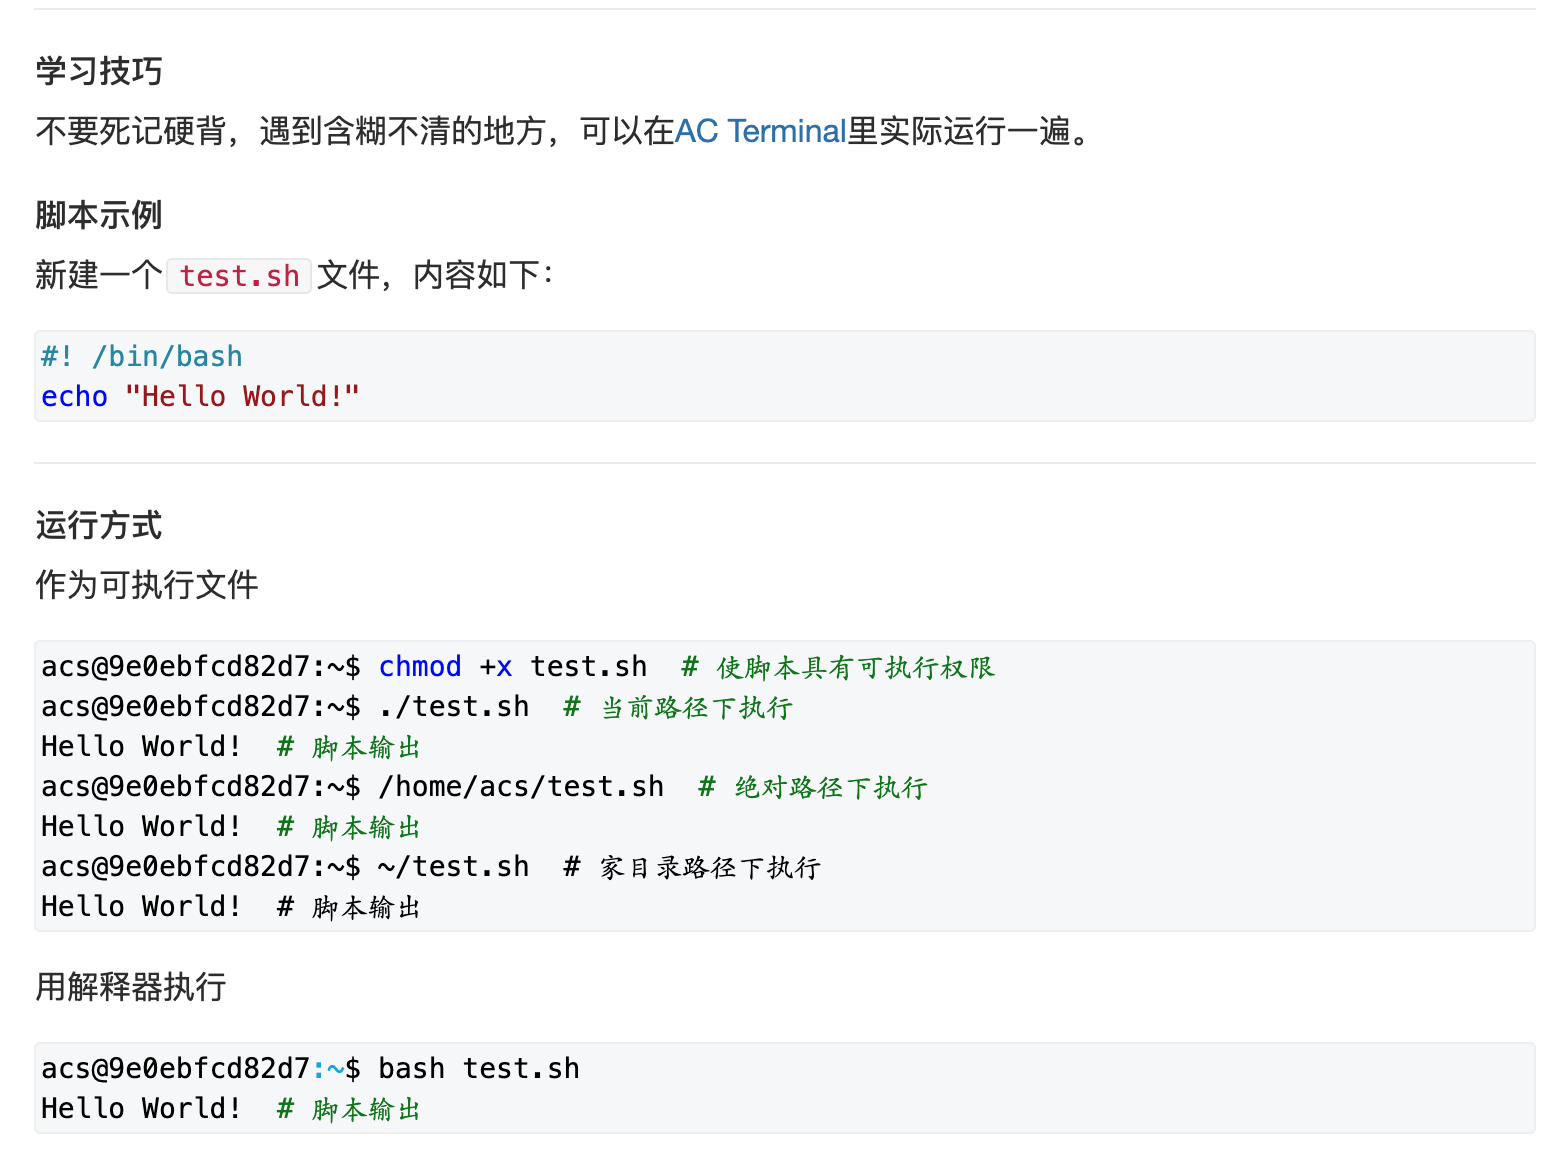 学习技巧
不要死记硬背，遇到含糊不清的地方，可以在AC Terminal里实际运行一遍。
脚本示例
新建一个 test.sh 文件，内容如下：
#! /bin/bash
echo "Hello World!"
运行方式
作为可执行文件
acs@9e0ebfcd82d7:~$ chmod +x test.sh  # 使脚本具有可执行权限
acs@9e0ebfcd82d7:~$ ./test.sh  # 当前路径下执行
Hello World!  # 脚本输出
acs@9e0ebfcd82d7:~$ /home/acs/test.sh  # 绝对路径下执行
Hello World!  # 脚本输出
acs@9e0ebfcd82d7:~$ ~/test.sh  # 家目录路径下执行
Hello World!  # 脚本输出
用解释器执行
acs@9e0ebfcd82d7:~$ bash test.sh
Hello World!  # 脚本输出